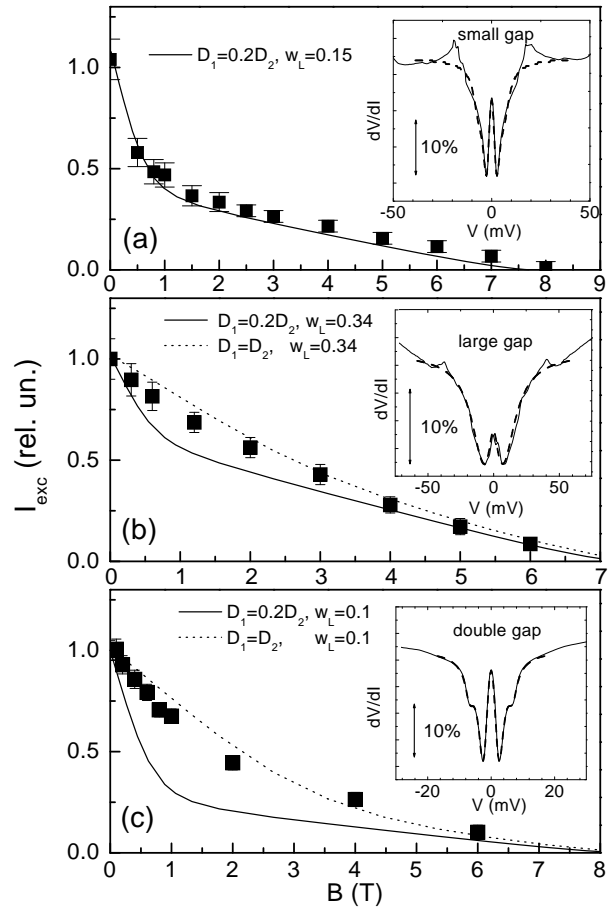 D₁=0.2D₂, w_L=0.15
small gap
dV/dI
10%
-50 0 50
V (mV)
1.0
0.5
0.0
(a)
0 1 2 3 4 5 6 7 8 9
D₁=0.2D₂, w_L=0.34
D₁=D₂, w_L=0.34
large gap
dV/dI
10%
-50 0 50
V (mV)
1.0
0.5
0.0
(b)
0 1 2 3 4 5 6 7
I_exc (rel. un.)
D₁=0.2D₂, w_L=0.1
D₁=D₂, w_L=0.1
double gap
dV/dI
10%
-20 0 20
V (mV)
1.0
0.5
0.0
(c)
0 1 2 3 4 5 6 7 8
B (T)